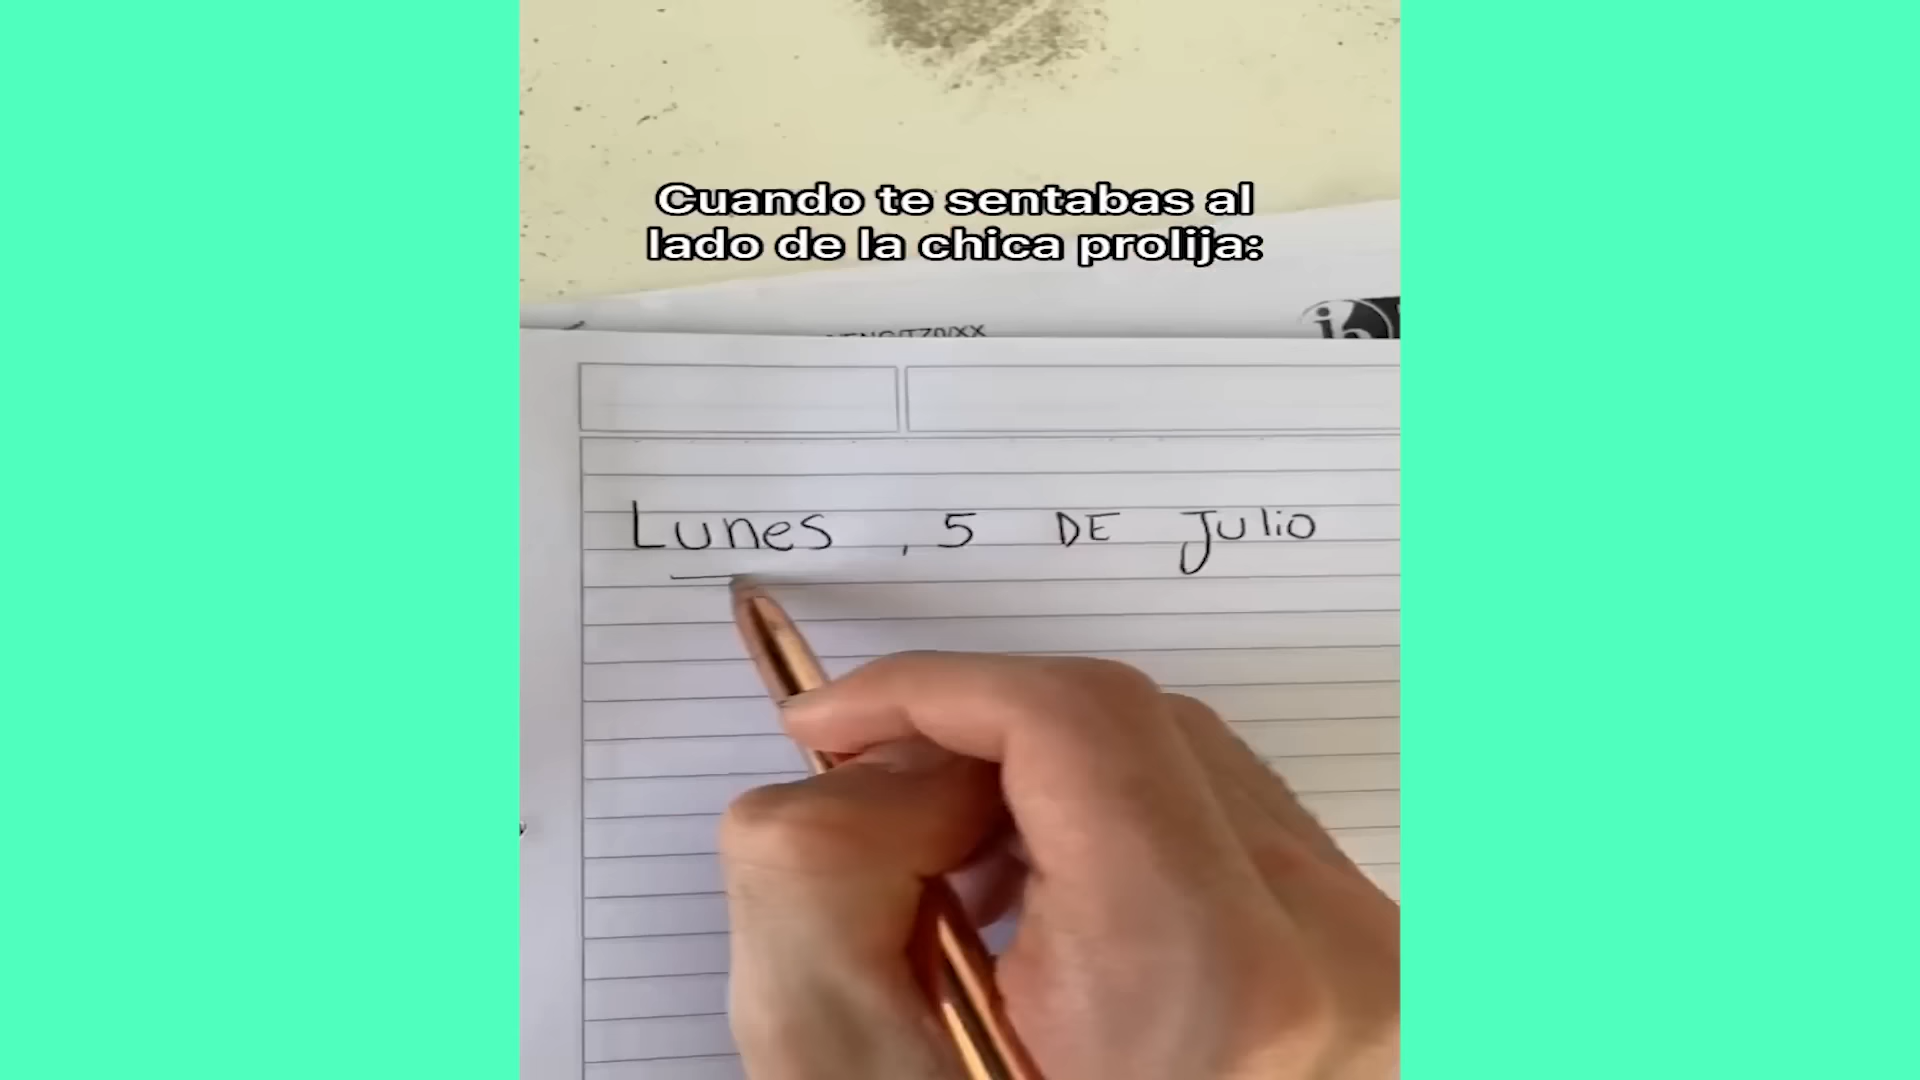 Cuando te sentabas al
lado de la chica prolija:
Lunes, 5 DE Julio